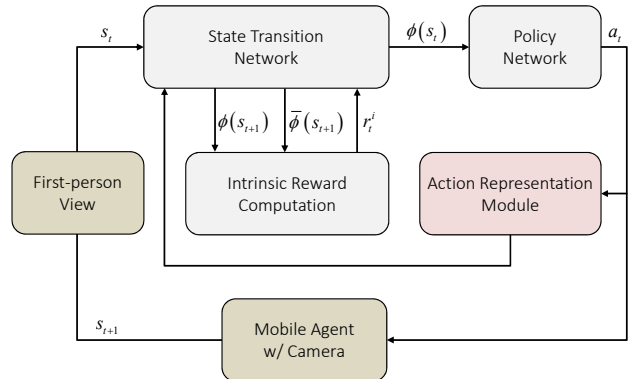 s_t
State Transition
Network
ϕ(s_t)
Policy
Network
a_t
ϕ(s_{t+1})
ϕ̅(s_{t+1})
r_t^i
First-person
View
Intrinsic Reward
Computation
Action Representation
Module
s_{t+1}
Mobile Agent
w/ Camera